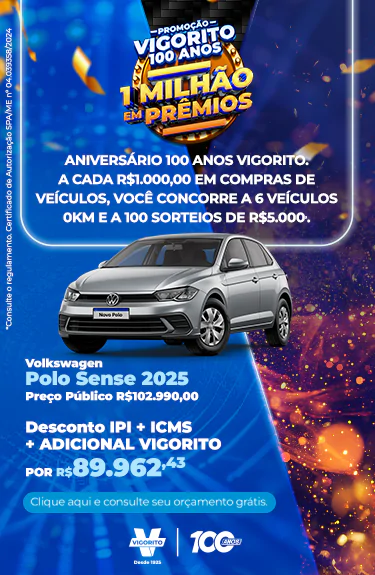 PROMOÇÃO
VIGORITO
100 ANOS
1 MILHÃO
EM PRÊMIOS
*Consulte o regulamento. Certificado de Autorização SPA/ME nº 04.039358/2024
ANIVERSÁRIO 100 ANOS VIGORITO.
A CADA R$1.000,00 EM COMPRAS DE
VEÍCULOS, VOCÊ CONCORRE A 6 VEÍCULOS
0KM E A 100 SORTEIOS DE R$5.000*.
Novo Polo
Volkswagen
Polo Sense 2025
Preço Público R$102.990,00
Desconto IPI + ICMS
+ ADICIONAL VIGORITO
POR R$89.962,43
Clique aqui e consulte seu orçamento grátis.
VIGORITO
Desde 1925
100 ANOS